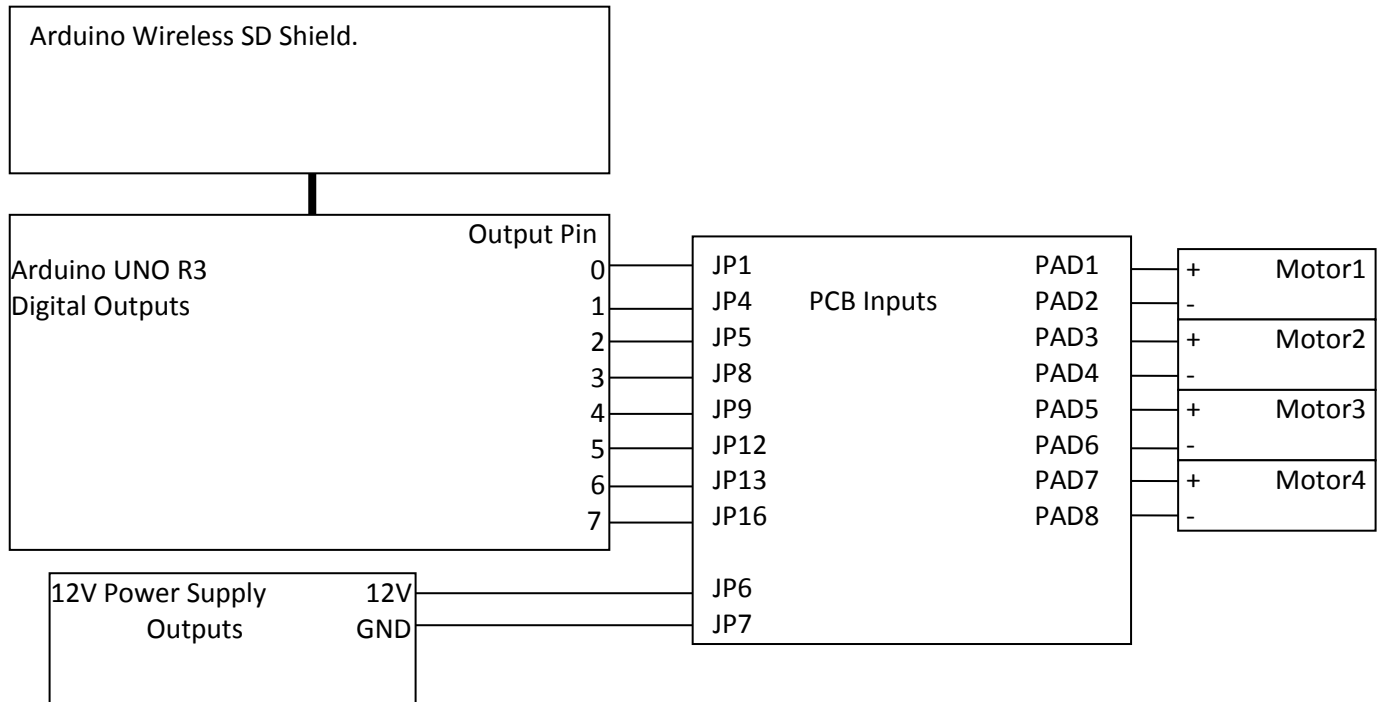 Arduino Wireless SD Shield.
Output Pin
Arduino UNO R3
Digital Outputs
0
1
2
3
4
5
6
7
PCB Inputs
JP1
JP4
JP5
JP8
JP9
JP12
JP13
JP16
JP6
JP7
PAD1
PAD2
PAD3
PAD4
PAD5
PAD6
PAD7
PAD8
+ Motor1
-
+ Motor2
-
+ Motor3
-
+ Motor4
-
12V Power Supply 12V
Outputs GND